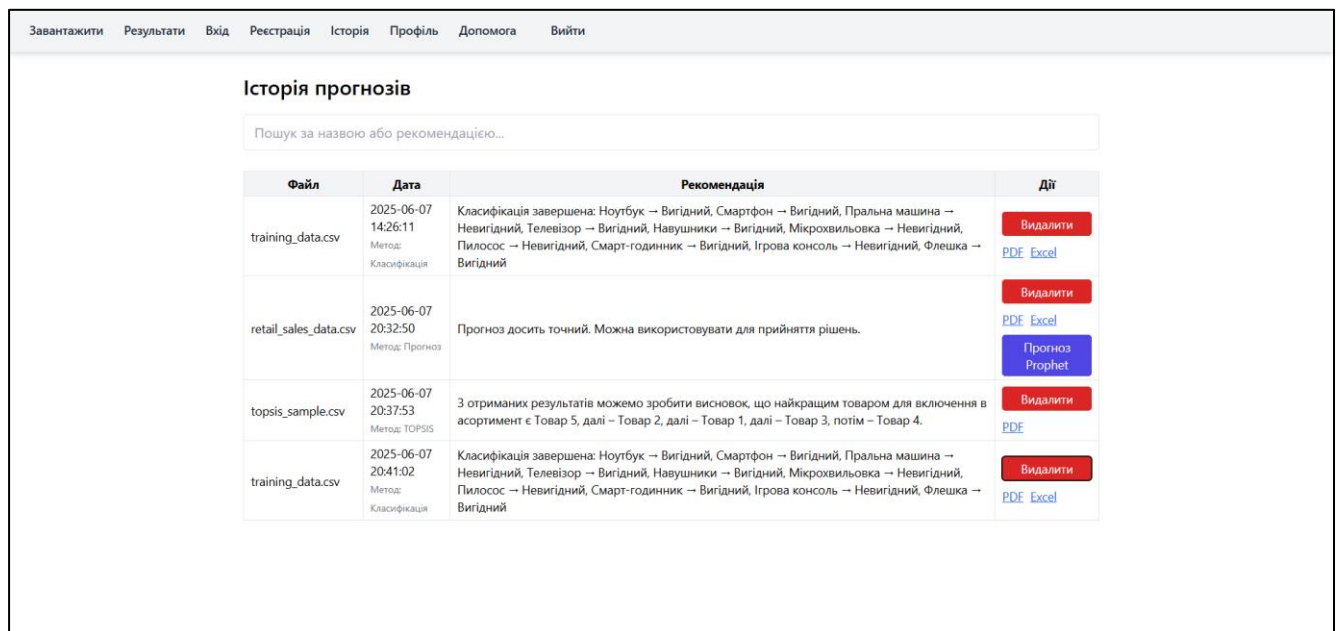 Завантажити Результати Вхід Реєстрація Історія Профіль Допомога Вийти
Історія прогнозів
Пошук за назвою або рекомендацією...
Файл Дата Рекомендація Дії
training_data.csv
2025-06-07
14:26:11
Метод:
Класифікація
Класифікація завершена: Ноутбук → Вигідний, Смартфон → Вигідний, Пральна машина →
Невигідний, Телевізор → Вигідний, Навушники → Вигідний, Мікрохвильовка → Невигідний,
Пилосос → Невигідний, Смарт-годинник → Вигідний, Ігрова консоль → Невигідний, Флешка →
Вигідний
Видалити
PDF Excel
retail_sales_data.csv
2025-06-07
20:32:50
Метод: Прогноз
Прогноз досить точний. Можна використовувати для прийняття рішень.
Видалити
PDF Excel
Прогноз
Prophet
topsis_sample.csv
2025-06-07
20:37:53
Метод: TOPSIS
З отриманих результатів можемо зробити висновок, що найкращим товаром для включення в
асортимент є Товар 5, далі – Товар 2, далі – Товар 1, далі – Товар 3, потім – Товар 4.
Видалити
PDF
training_data.csv
2025-06-07
20:41:02
Метод:
Класифікація
Класифікація завершена: Ноутбук → Вигідний, Смартфон → Вигідний, Пральна машина →
Невигідний, Телевізор → Вигідний, Навушники → Вигідний, Мікрохвильовка → Невигідний,
Пилосос → Невигідний, Смарт-годинник → Вигідний, Ігрова консоль → Невигідний, Флешка →
Вигідний
Видалити
PDF Excel